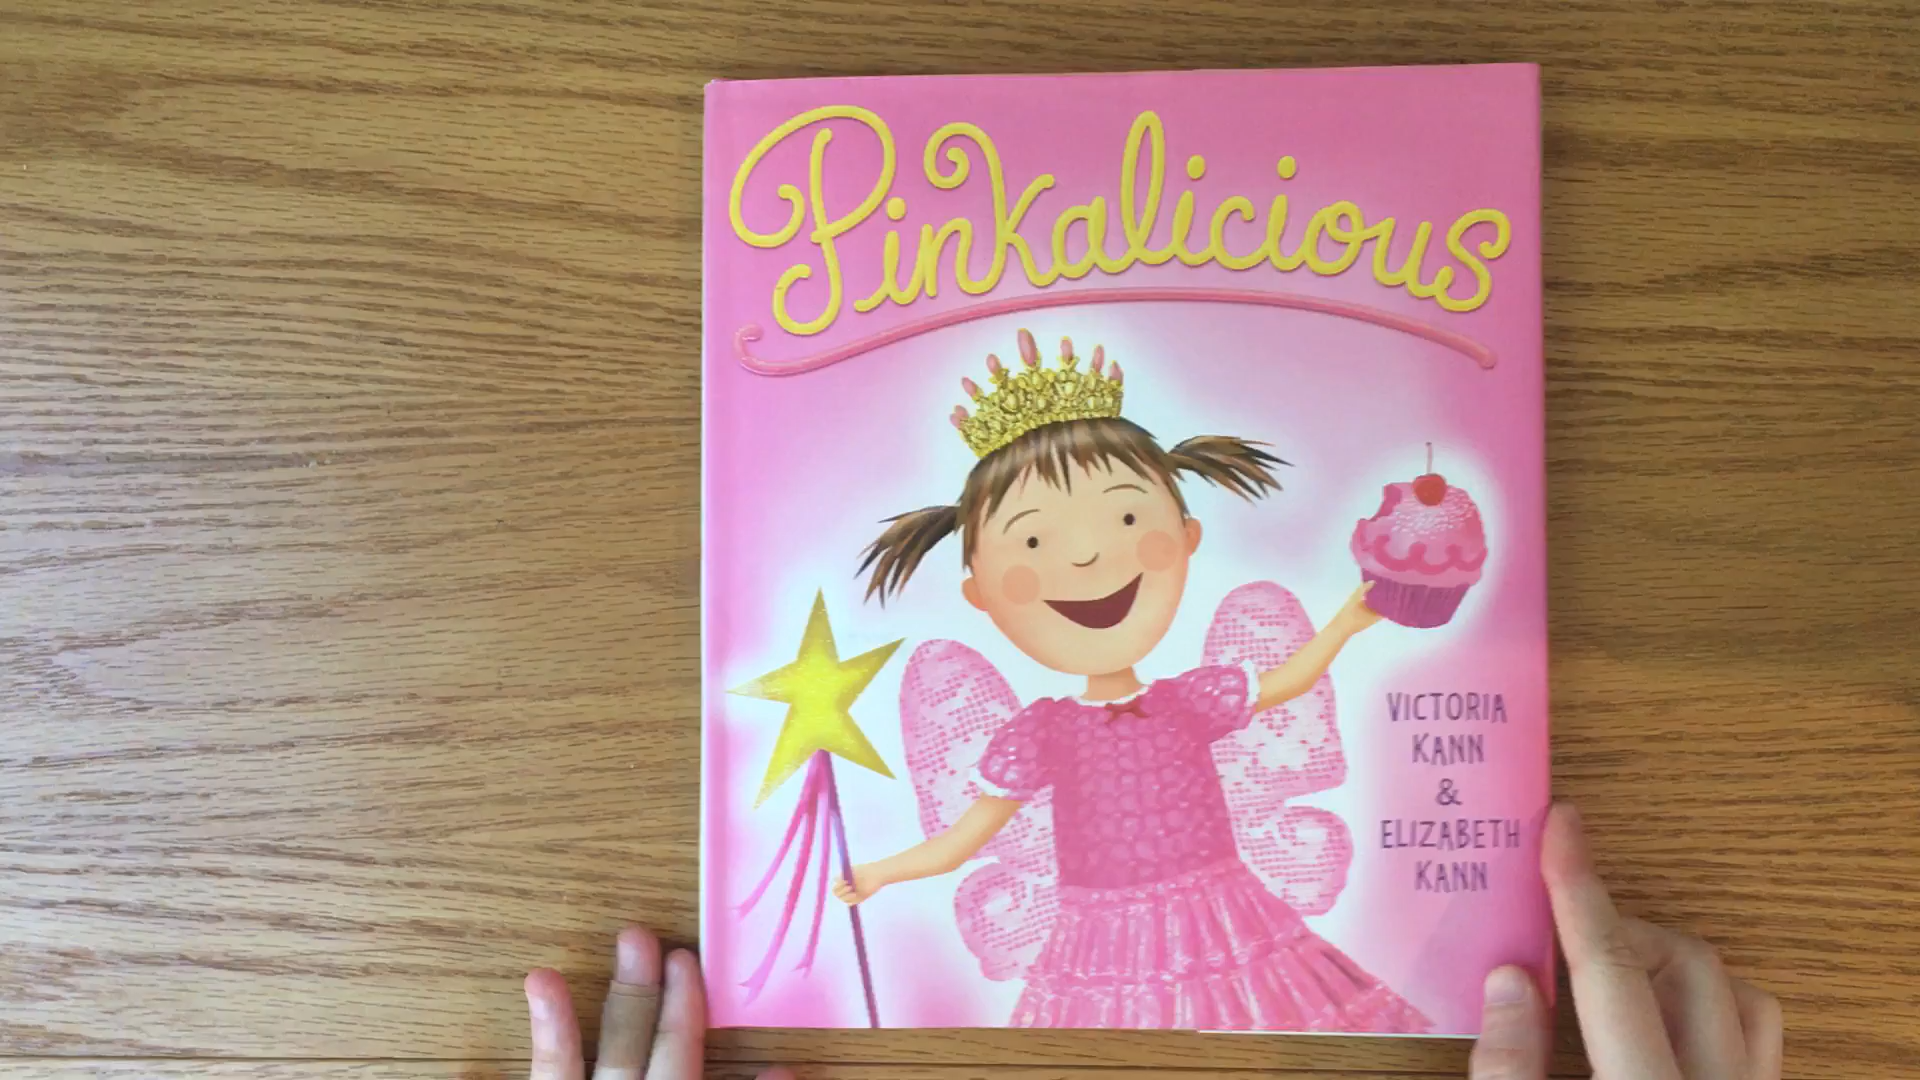 Pinkalicious
VICTORIA
KANN
&
ELIZABETH
KANN